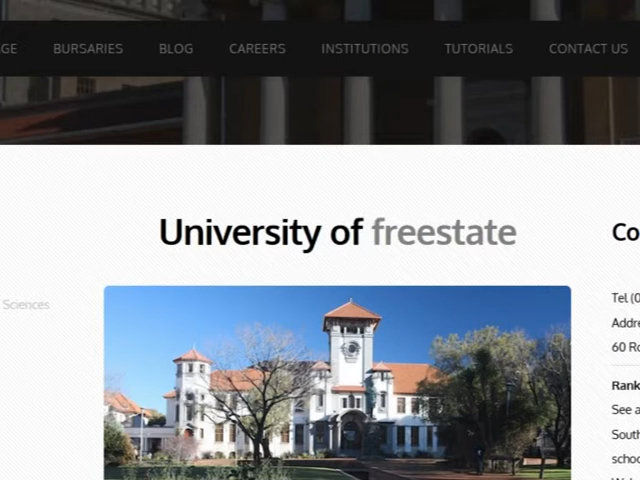 GE BURSARIES BLOG CAREERS INSTITUTIONS TUTORIALS CONTACT US
University of freestate
Co
Sciences
Tel (0
Addre
60 Ro
Rank
See a
South
schoo